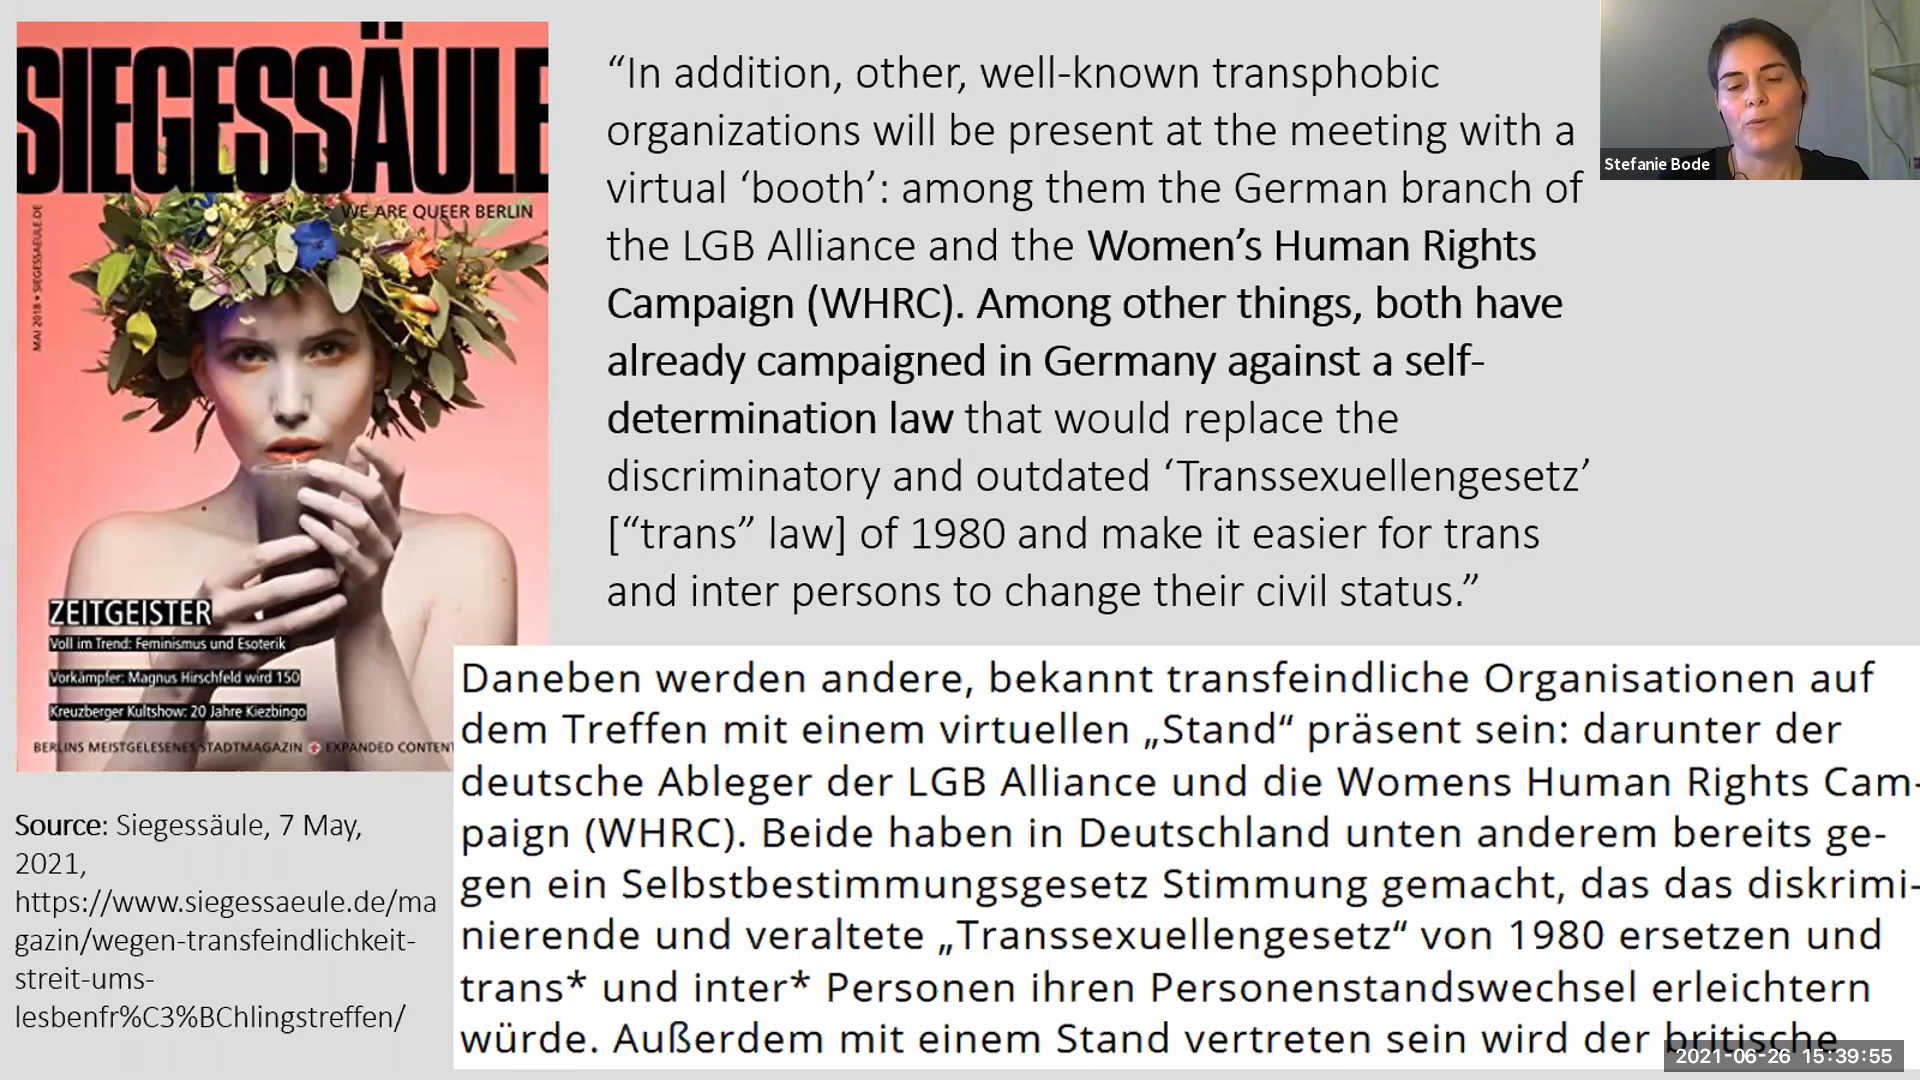 SIEGESSÄULE
WE ARE QUEER BERLIN
MAI 2018 • SIEGESSAEULE.DE
ZEITGEISTER
Voll im Trend: Feminismus und Esoterik
Vorkämpfer: Magnus Hirschfeld wird 150
Kreuzberger Kultshow: 20 Jahre Kiezbingo
BERLINS MEISTGELESENES STADTMAGAZIN + EXPANDED CONTENT
“In addition, other, well-known transphobic
organizations will be present at the meeting with a
virtual ‘booth’: among them the German branch of
the LGB Alliance and the Women’s Human Rights
Campaign (WHRC). Among other things, both have
already campaigned in Germany against a self-
determination law that would replace the
discriminatory and outdated ‘Transsexuellengesetz’
[“trans” law] of 1980 and make it easier for trans
and inter persons to change their civil status.”
Stefanie Bode
Source: Siegessäule, 7 May,
2021,
https://www.siegessaeule.de/ma
gazin/wegen-transfeindlichkeit-
streit-ums-
lesbenfr%C3%BChlingstreffen/
Daneben werden andere, bekannt transfeindliche Organisationen auf
dem Treffen mit einem virtuellen „Stand“ präsent sein: darunter der
deutsche Ableger der LGB Alliance und die Womens Human Rights Cam-
paign (WHRC). Beide haben in Deutschland unten anderem bereits ge-
gen ein Selbstbestimmungsgesetz Stimmung gemacht, das das diskrimi-
nierende und veraltete „Transsexuellengesetz“ von 1980 ersetzen und
trans* und inter* Personen ihren Personenstandswechsel erleichtern
würde. Außerdem mit einem Stand vertreten sein wird der britische
2021-06-26 15:39:55